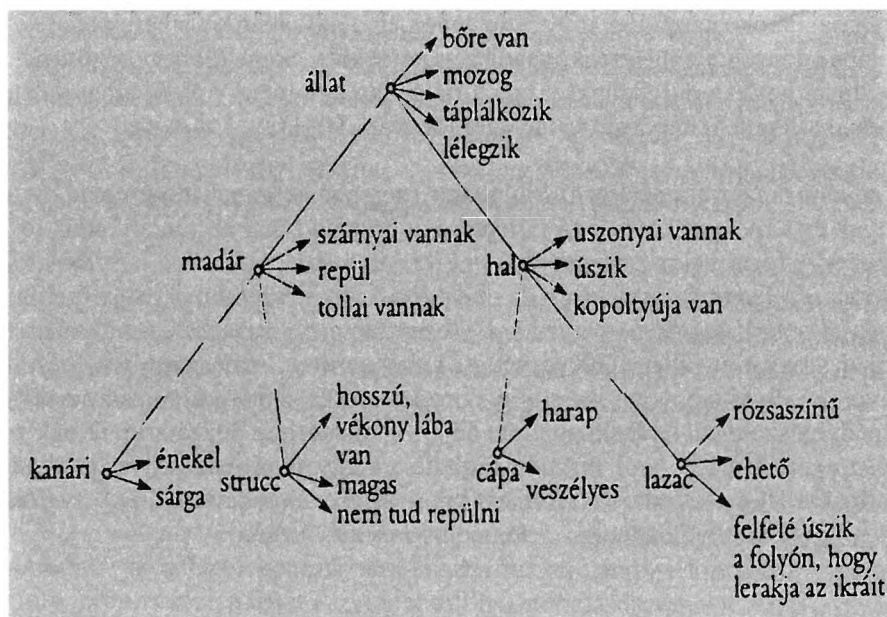 állat
bőre van
mozog
táplálkozik
lélegzik
madár
szárnyai vannak
repül
tollai vannak
hal
uszonyai vannak
úszik
kopoltyúja van
kanári
énekel
sárga
strucc
hosszú,
vékony lába
van
magas
nem tud repülni
cápa
harap
veszélyes
lazac
rózsaszínű
ehető
felfelé úszik
a folyón, hogy
lerakja az ikráit